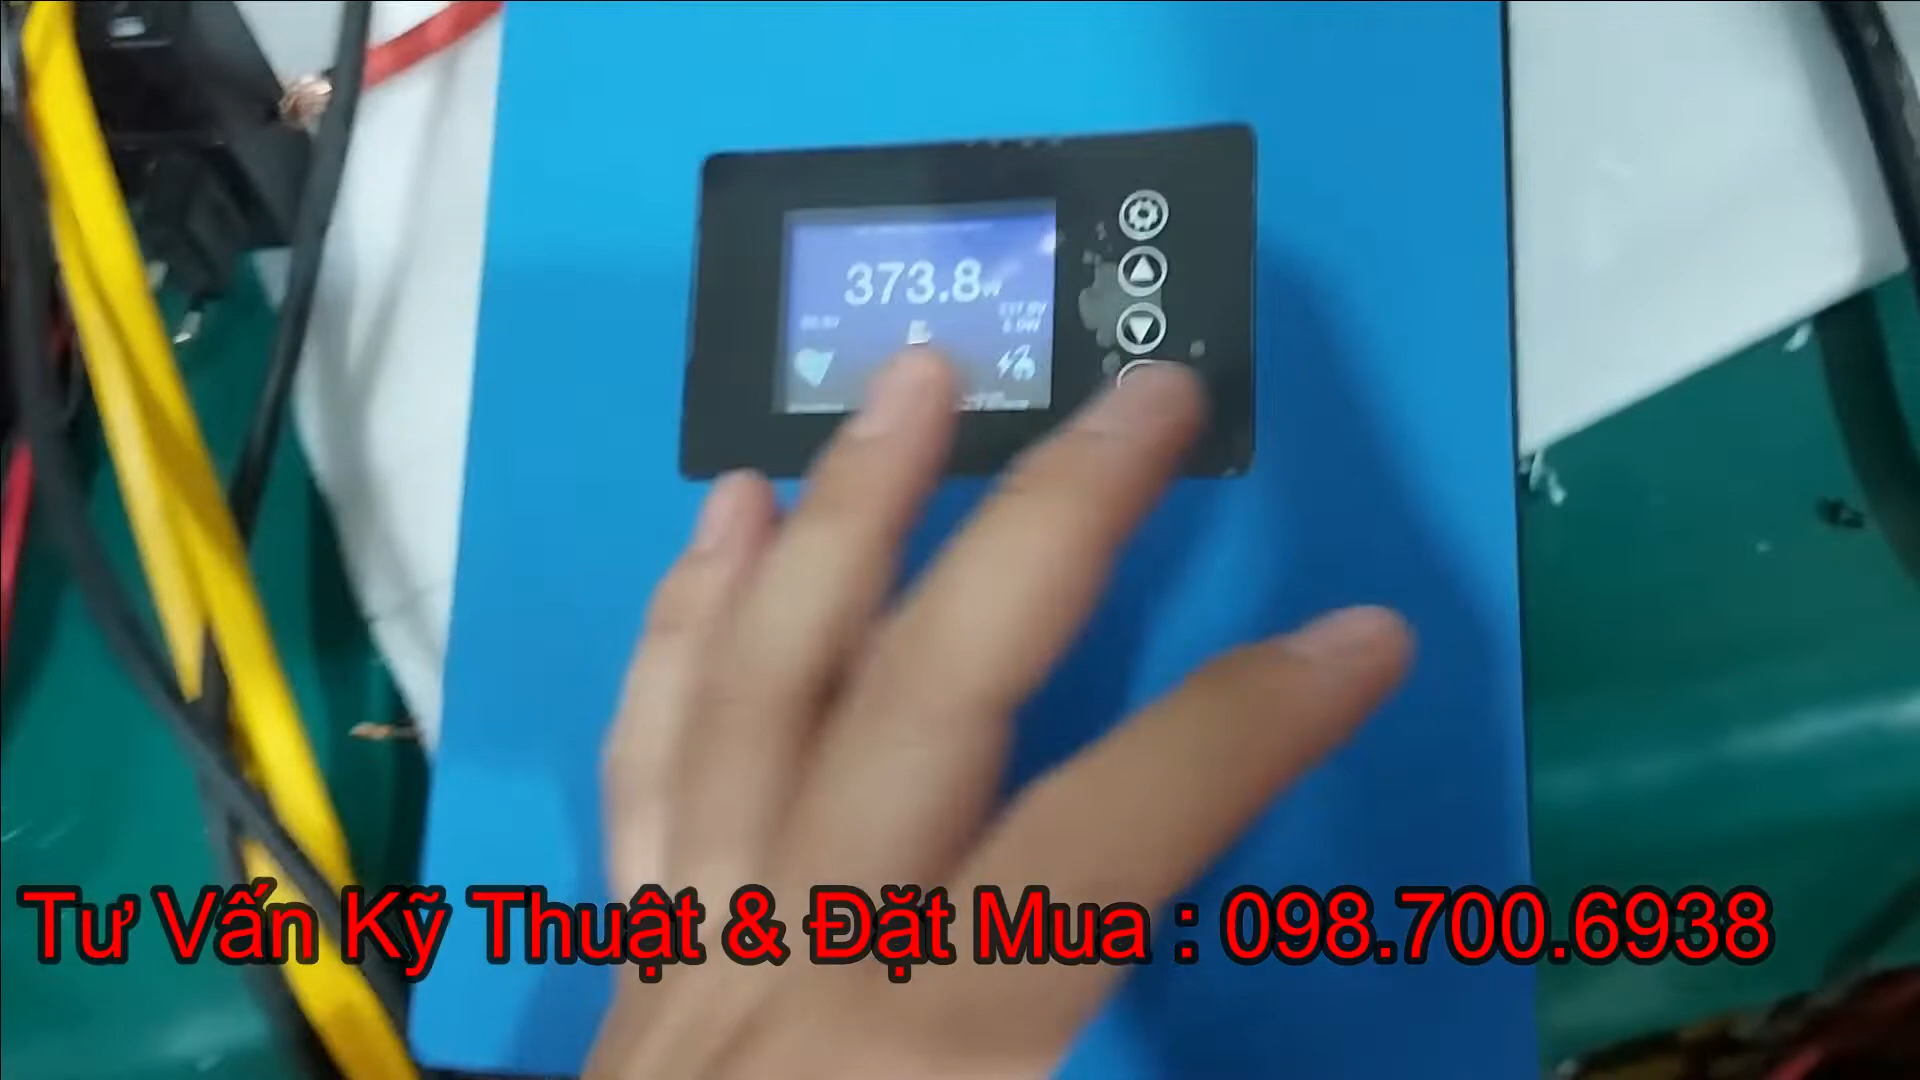 373.8W
Tư Vấn Kỹ Thuật & Đặt Mua : 098.700.6938